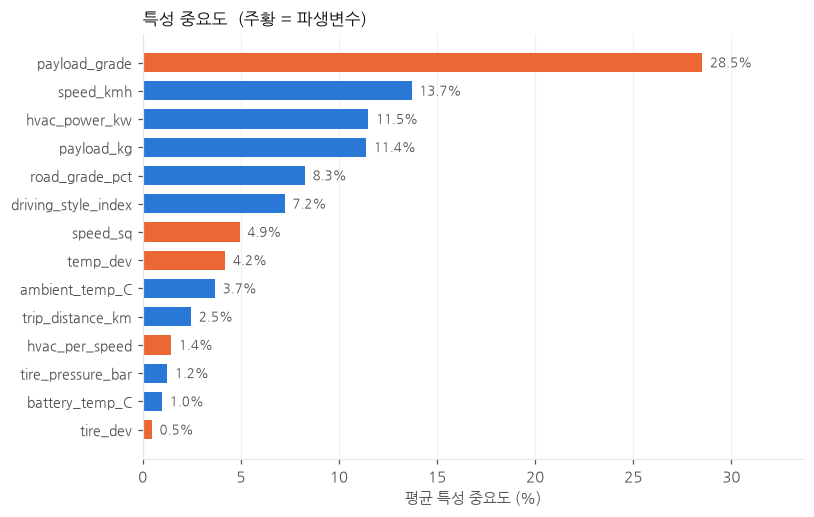 특성 중요도 (주황 = 파생변수)
payload_grade 28.5%
speed_kmh 13.7%
hvac_power_kw 11.5%
payload_kg 11.4%
road_grade_pct 8.3%
driving_style_index 7.2%
speed_sq 4.9%
temp_dev 4.2%
ambient_temp_C 3.7%
trip_distance_km 2.5%
hvac_per_speed 1.4%
tire_pressure_bar 1.2%
battery_temp_C 1.0%
tire_dev 0.5%
0 5 10 15 20 25 30
평균 특성 중요도 (%)